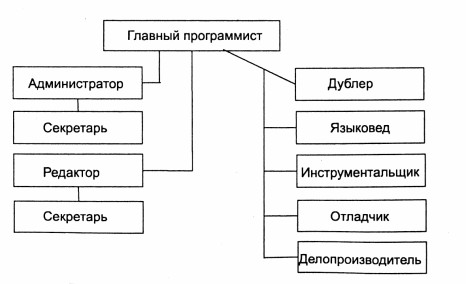 Главный программист
Администратор
Секретарь
Редактор
Секретарь
Дублер
Языковед
Инструментальщик
Отладчик
Делопроизводитель